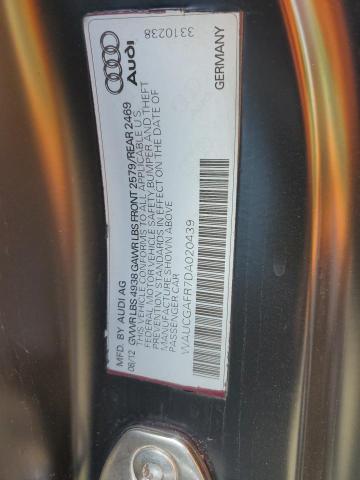 MFD. BY AUDI AG
08/12 GVWR LBS 4938 GAWR LBS FRONT 2579/REAR 2469
THIS VEHICLE CONFORMS TO ALL APPLICABLE U S
FEDERAL MOTOR VEHICLE SAFETY BUMPER AND THEFT
PREVENTION STANDARDS IN EFFECT ON THE DATE OF
MANUFACTURE SHOWN ABOVE
PASSENGER CAR
WAUCGAFR7DA020439
Audi
3310238
GERMANY